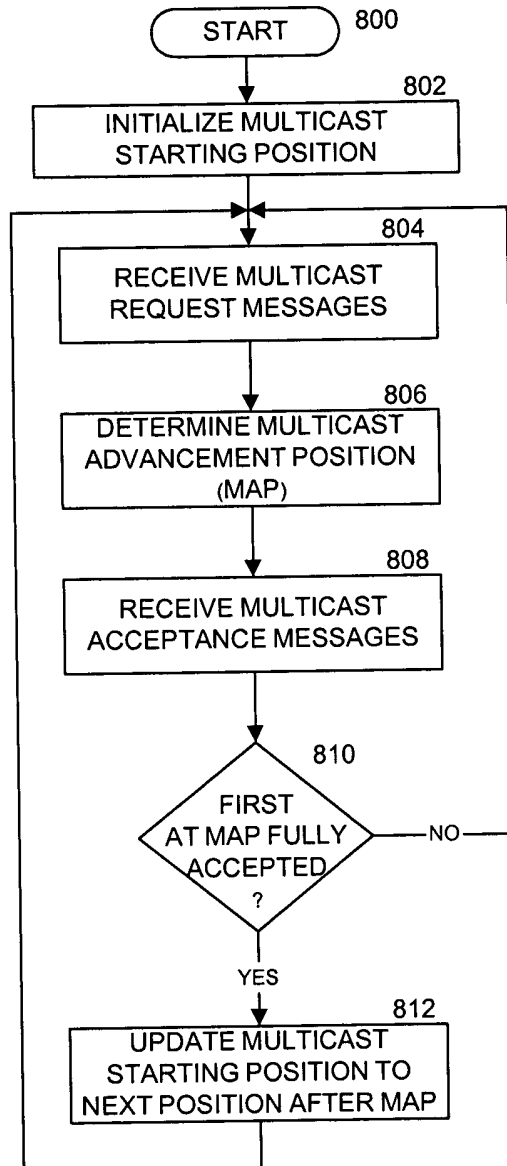 START
800
802
INITIALIZE MULTICAST
STARTING POSITION
804
RECEIVE MULTICAST
REQUEST MESSAGES
806
DETERMINE MULTICAST
ADVANCEMENT POSITION
(MAP)
808
RECEIVE MULTICAST
ACCEPTANCE MESSAGES
810
FIRST
AT MAP FULLY
ACCEPTED
?
NO
YES
812
UPDATE MULTICAST
STARTING POSITION TO
NEXT POSITION AFTER MAP